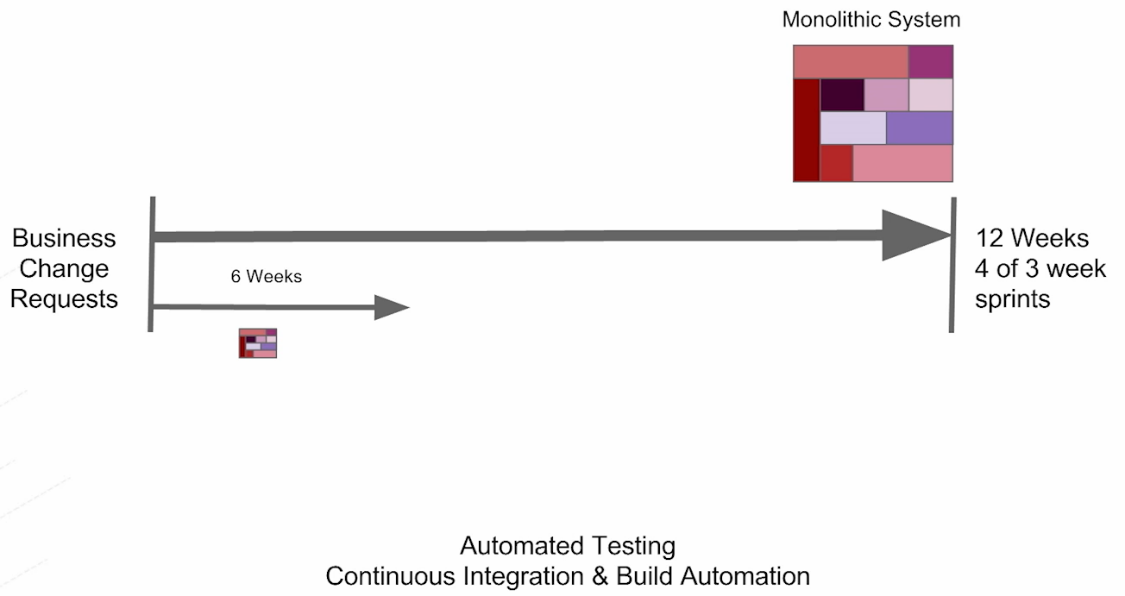 Monolithic System
Business
Change
Requests
6 Weeks
12 Weeks
4 of 3 week
sprints
Automated Testing
Continuous Integration & Build Automation